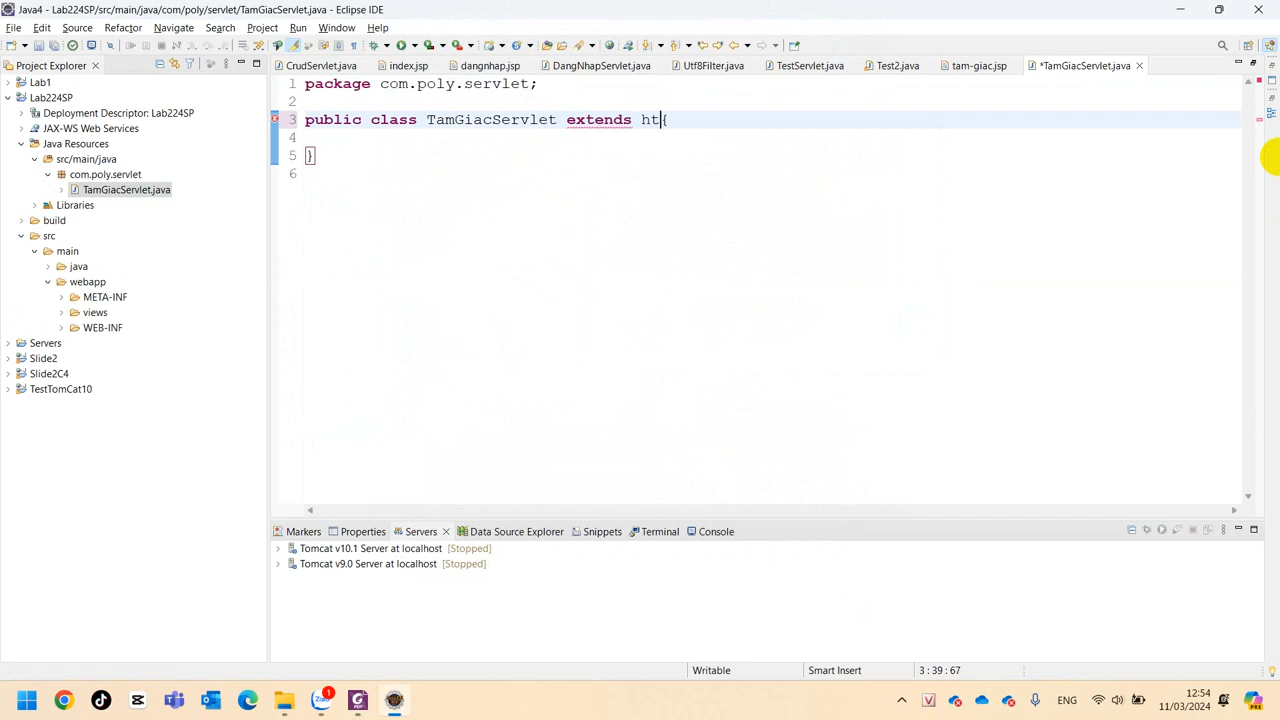 Java4 - Lab224SP/src/main/java/com/poly/servlet/TamGiacServlet.java - Eclipse IDE
File Edit Source Refactor Navigate Search Project Run Window Help
Project Explorer
CrudServlet.java index.jsp dangnhap.jsp DangNhapServlet.java Utf8Filter.java TestServlet.java Test2.java tam-giac.jsp *TamGiacServlet.java
Lab1
Lab224SP
Deployment Descriptor: Lab224SP
JAX-WS Web Services
Java Resources
src/main/java
com.poly.servlet
TamGiacServlet.java
Libraries
build
src
main
java
webapp
META-INF
views
WEB-INF
Servers
Slide2
Slide2C4
TestTomCat10
1 package com.poly.servlet;
2
3 public class TamGiacServlet extends ht{
4
5 }
6
Markers Properties Servers Data Source Explorer Snippets Terminal Console
Tomcat v10.1 Server at localhost [Stopped]
Tomcat v9.0 Server at localhost [Stopped]
Writable Smart Insert 3 : 39 : 67
1
ENG
12:54
11/03/2024
PRE